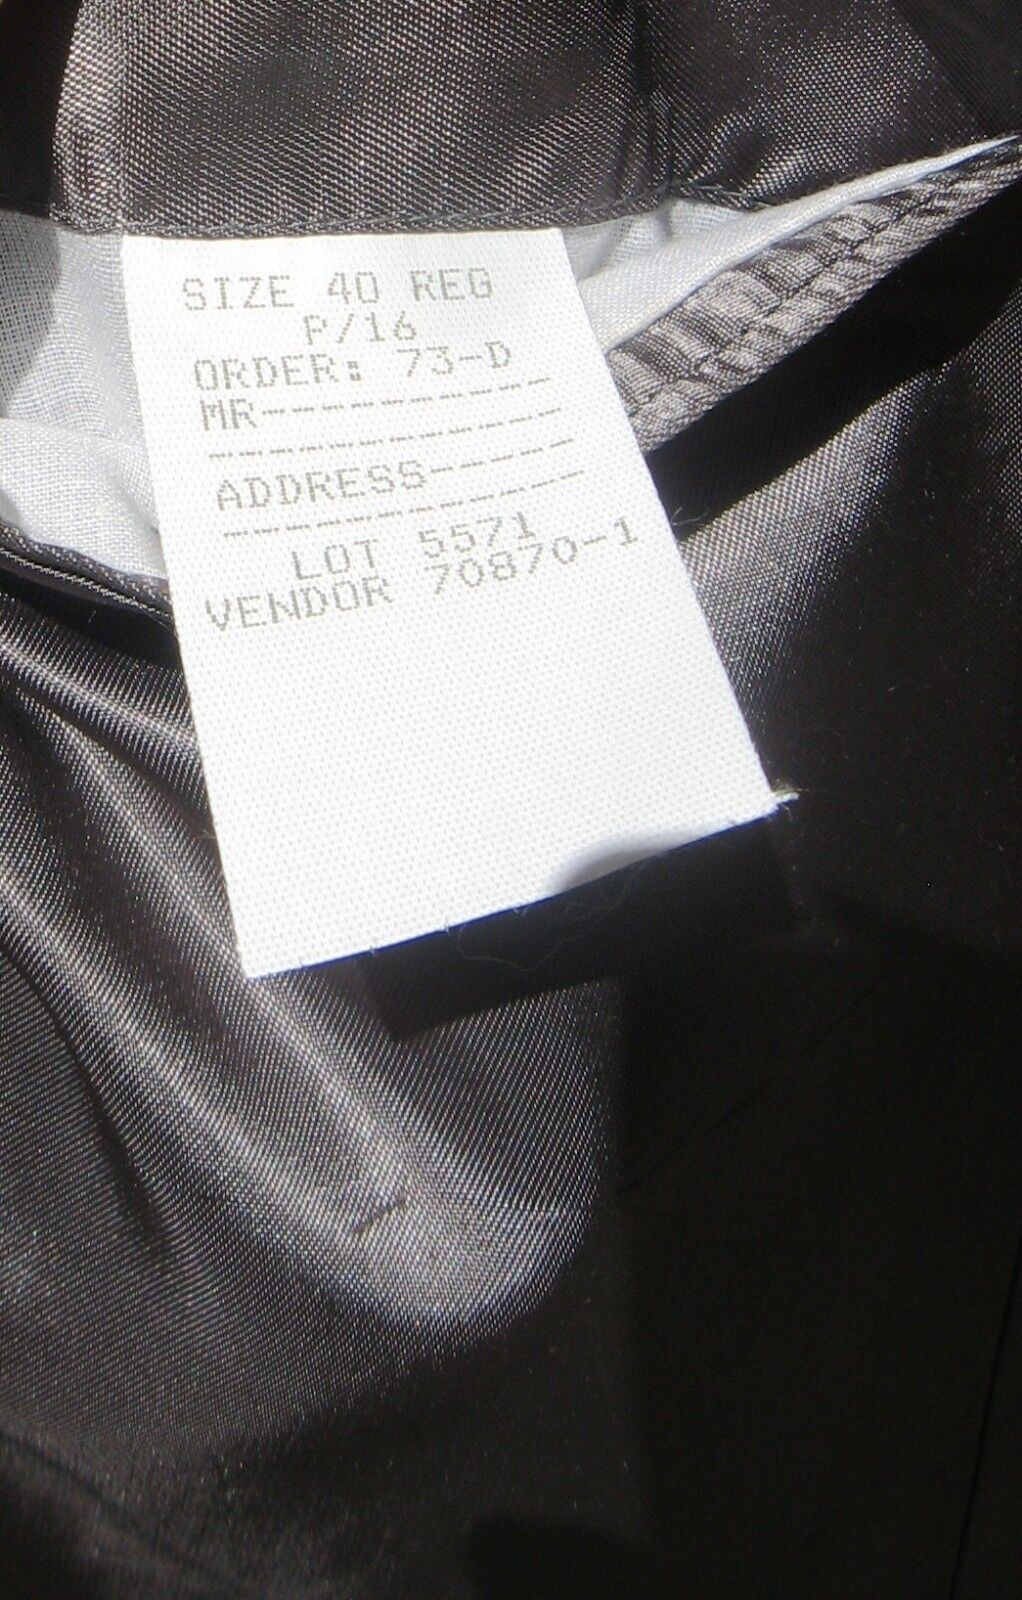 SIZE 40 REG
P/16
ORDER: 73-D
MR----------
------------
ADDRESS-----
------------
LOT 5571
VENDOR 70870-1